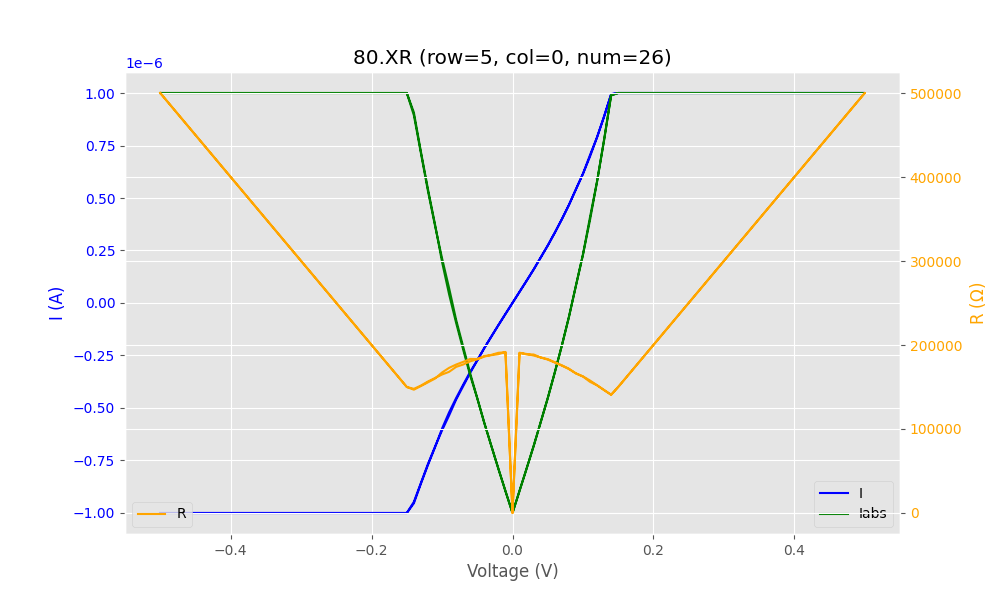 80.XR (row=5, col=0, num=26)
1e−6
1.00
0.75
0.50
0.25
0.00
−0.25
−0.50
−0.75
−1.00
I (A)
500000
400000
300000
200000
100000
0
R (Ω)
R
I
Iabs
−0.4
−0.2
0.0
0.2
0.4
Voltage (V)